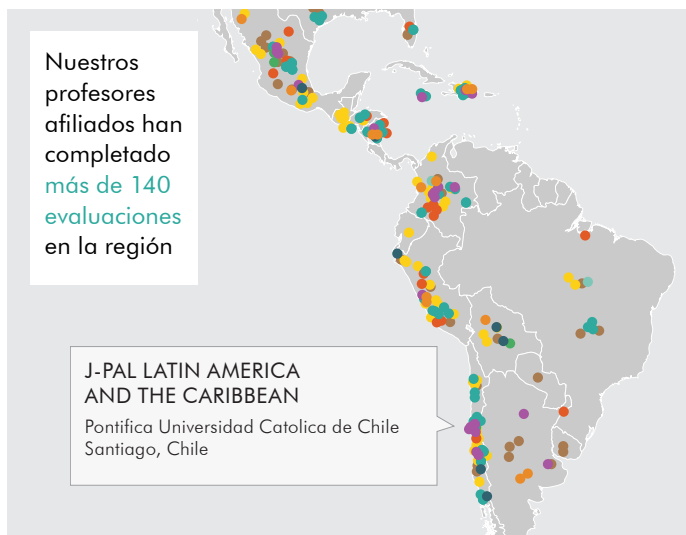 Nuestros
profesores
afiliados han
completado
más de 140
evaluaciones
en la región
J-PAL LATIN AMERICA
AND THE CARIBBEAN
Pontifica Universidad Catolica de Chile
Santiago, Chile